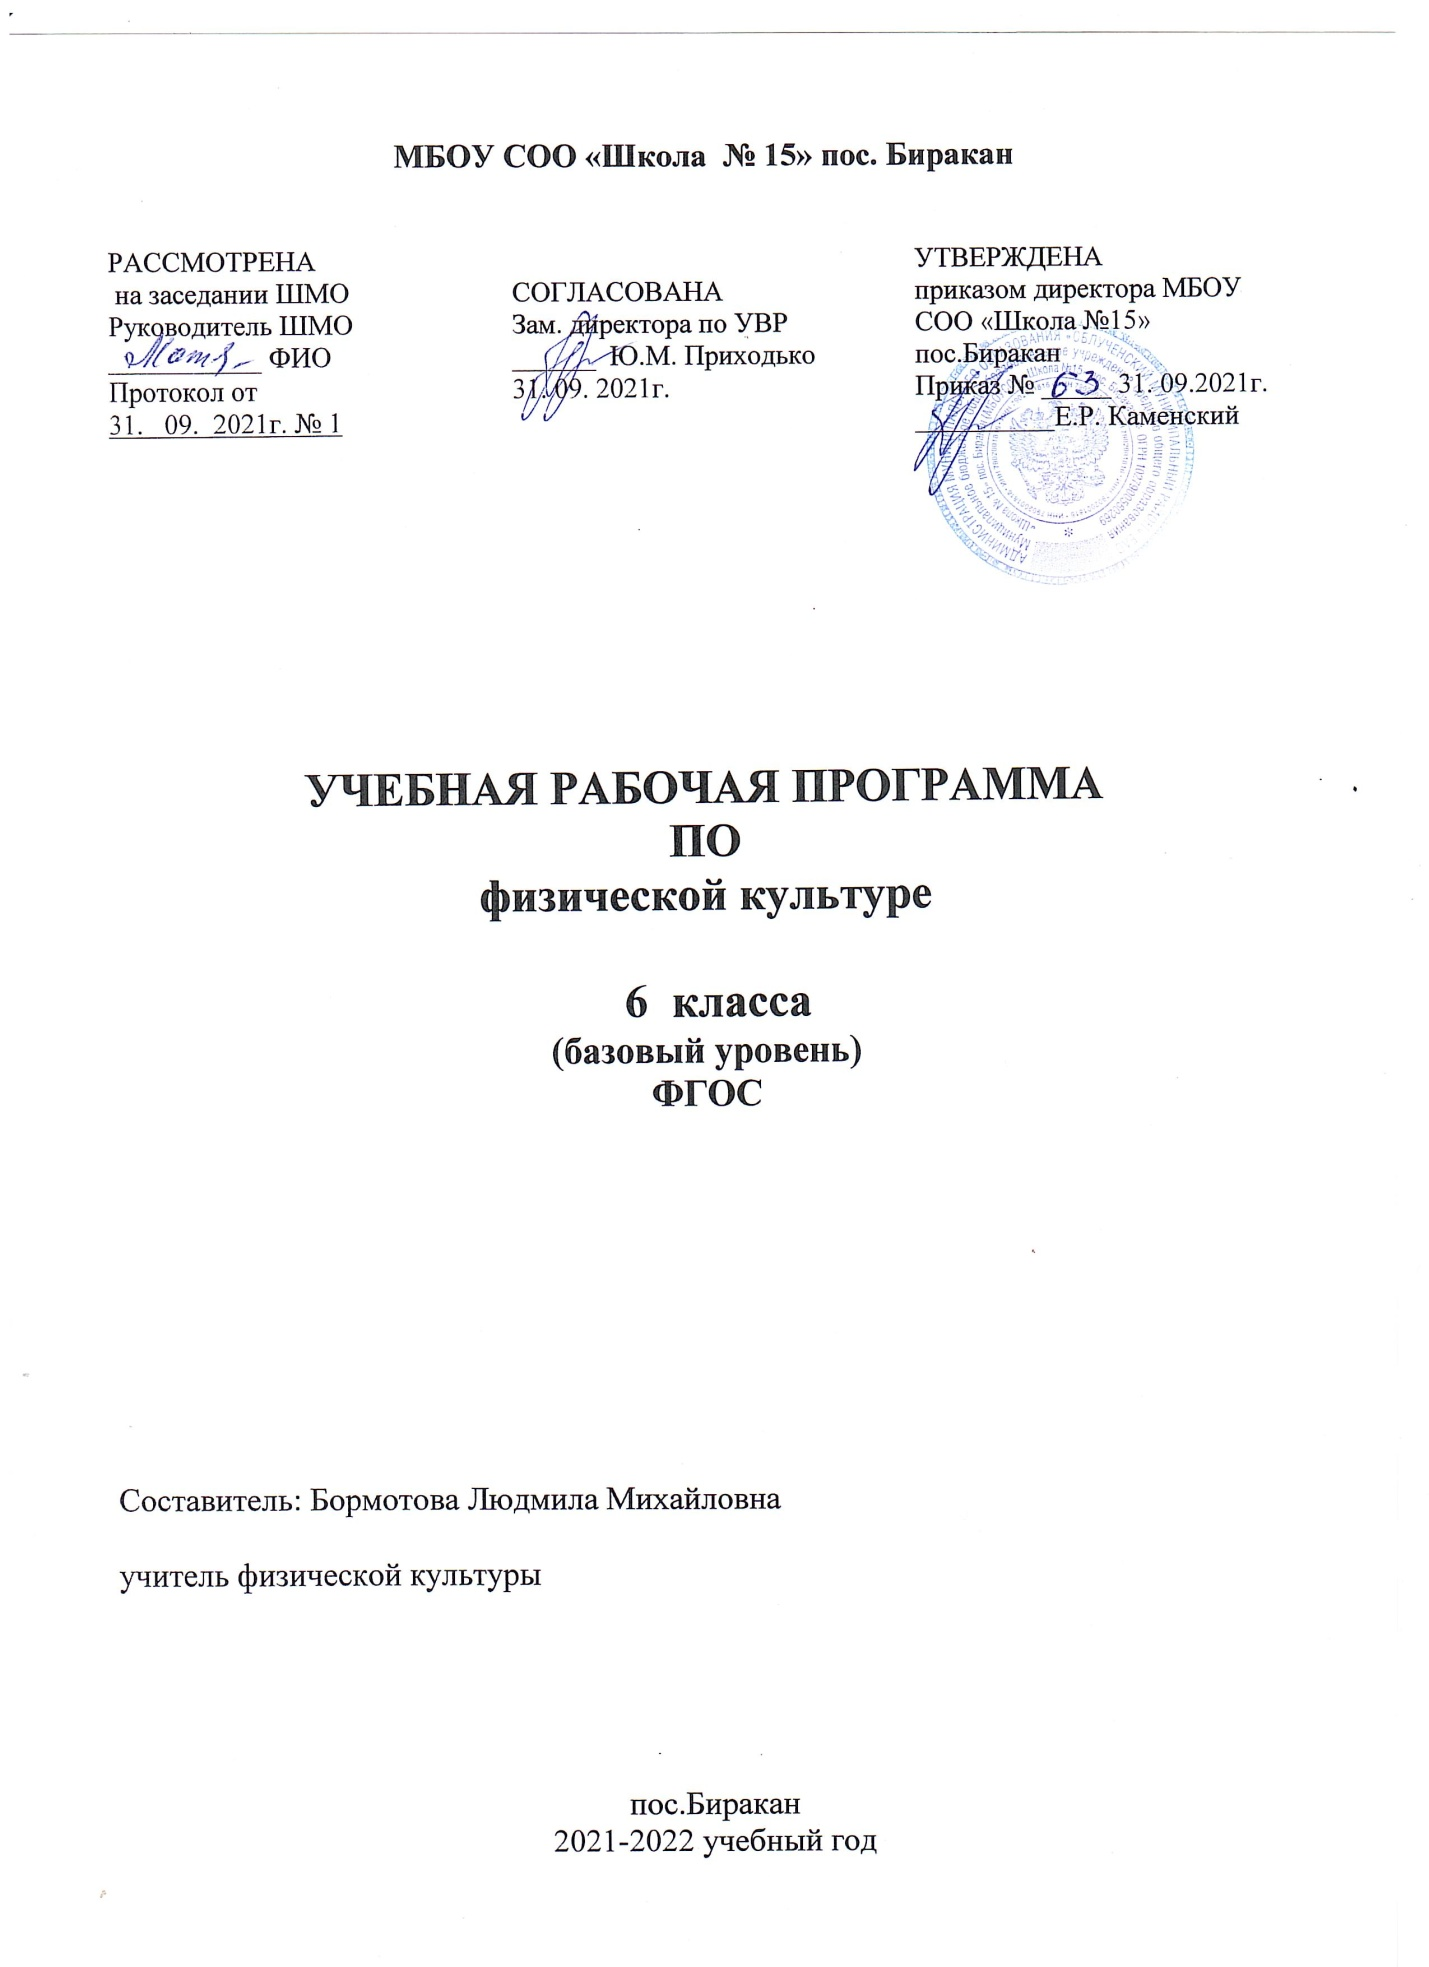 МБОУ СОО «Школа № 15» пос. Биракан
РАССМОТРЕНА
на заседании ШМО
Руководитель ШМО
____________ ФИО
Протокол от
31. 09. 2021г. № 1
СОГЛАСОВАНА
Зам. директора по УВР
______ Ю.М. Приходько
31. 09. 2021г.
УТВЕРЖДЕНА
приказом директора МБОУ
СОО «Школа №15»
пос.Биракан
Приказ № 63 31. 09.2021г.
__________Е.Р. Каменский
УЧЕБНАЯ РАБОЧАЯ ПРОГРАММА
ПО
физической культуре
6 класса
(базовый уровень)
ФГОС
Составитель: Бормотова Людмила Михайловна
учитель физической культуры
пос.Биракан
2021-2022 учебный год